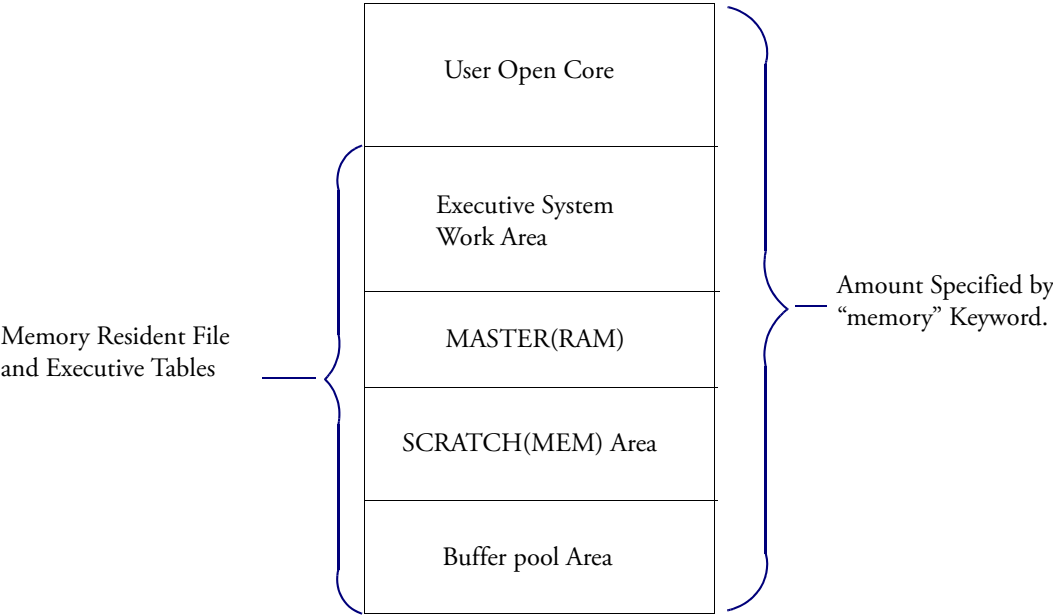 User Open Core
Executive System
Work Area
MASTER(RAM)
SCRATCH(MEM) Area
Buffer pool Area
Memory Resident File
and Executive Tables
Amount Specified by
“memory” Keyword.